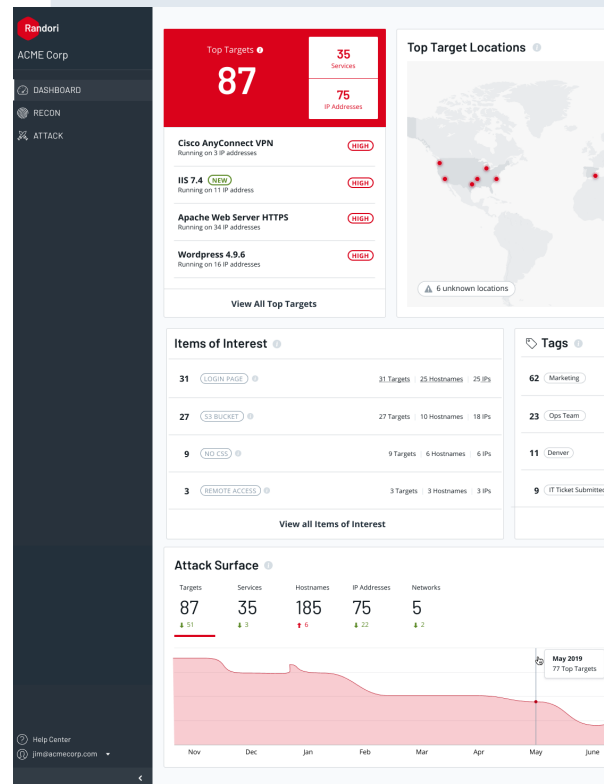 Randori
ACME Corp
DASHBOARD
RECON
ATTACK
Help Center
jim@acmecorp.com
Top Targets
87
35
Services
75
IP Addresses
Cisco AnyConnect VPN
Running on 3 IP addresses
HIGH
IIS 7.4 NEW
Running on 11 IP address
HIGH
Apache Web Server HTTPS
Running on 34 IP addresses
HIGH
Wordpress 4.9.6
Running on 16 IP addresses
HIGH
View All Top Targets
Top Target Locations
6 unknown locations
Items of Interest
31 LOGIN PAGE 31 Targets 25 Hostnames 25 IPs
27 S3 BUCKET 27 Targets 10 Hostnames 18 IPs
9 NO CSS 9 Targets 6 Hostnames 6 IPs
3 REMOTE ACCESS 3 Targets 3 Hostnames 3 IPs
View all Items of Interest
Tags
62 Marketing
23 Ops Team
11 Denver
9 IT Ticket Submitted
Attack Surface
Targets Services Hostnames IP Addresses Networks
87 35 185 75 5
51 3 6 22 2
May 2019
77 Top Targets
Nov Dec Jan Feb Mar Apr May June